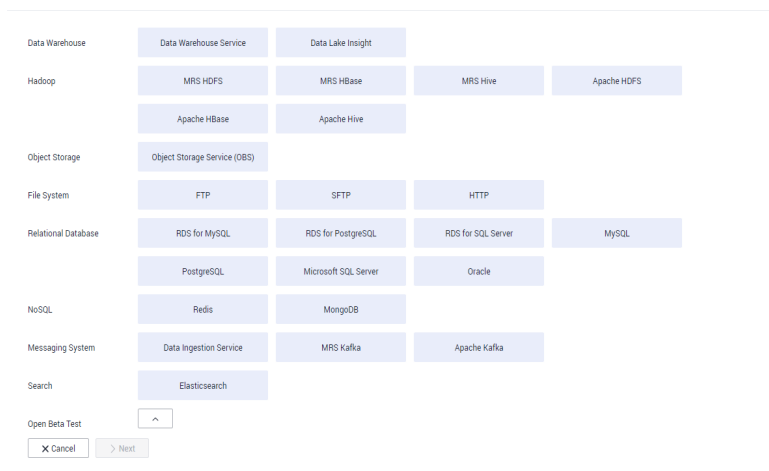 Data Warehouse Data Warehouse Service Data Lake Insight
Hadoop MRS HDFS MRS HBase MRS Hive Apache HDFS
Apache HBase Apache Hive
Object Storage Object Storage Service (OBS)
File System FTP SFTP HTTP
Relational Database RDS for MySQL RDS for PostgreSQL RDS for SQL Server MySQL
PostgreSQL Microsoft SQL Server Oracle
NoSQL Redis MongoDB
Messaging System Data Ingestion Service MRS Kafka Apache Kafka
Search Elasticsearch
Open Beta Test
Cancel Next